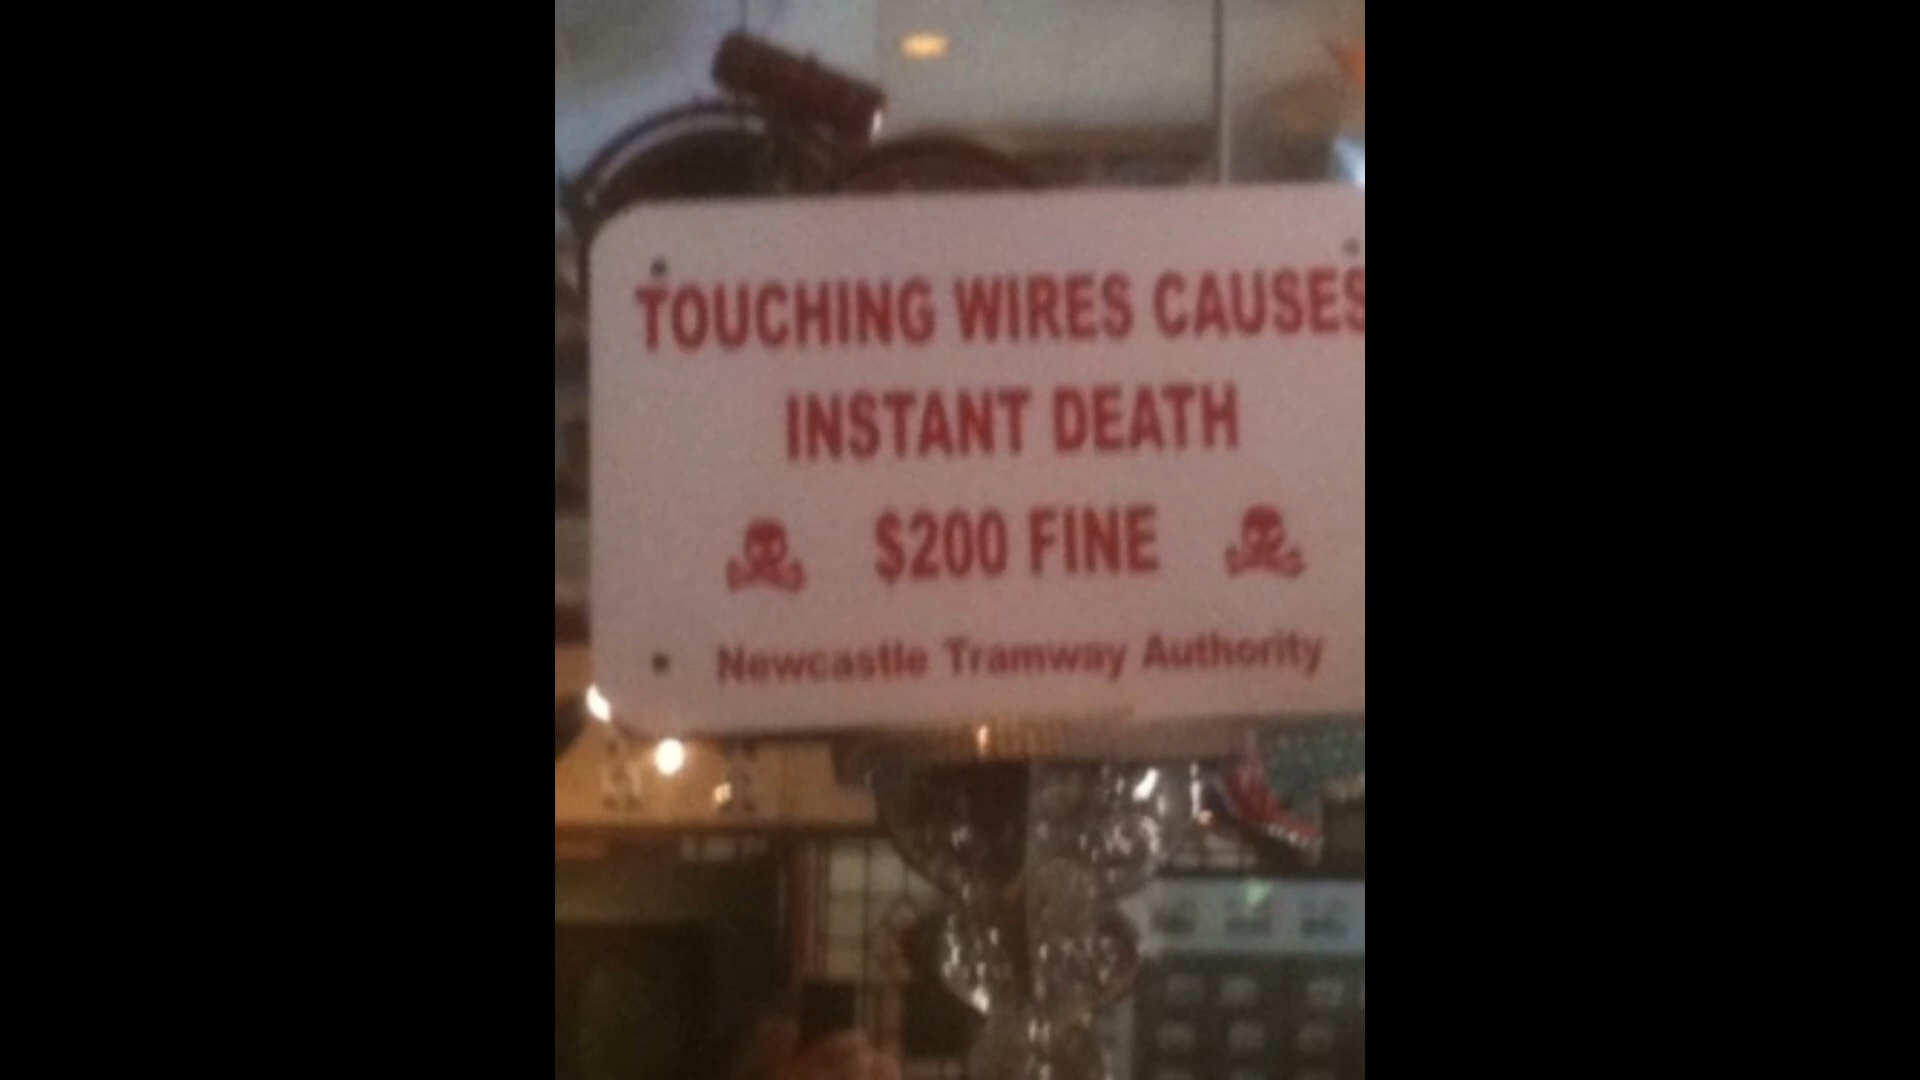 TOUCHING WIRES CAUSES
INSTANT DEATH
$200 FINE
Newcastle Tramway Authority